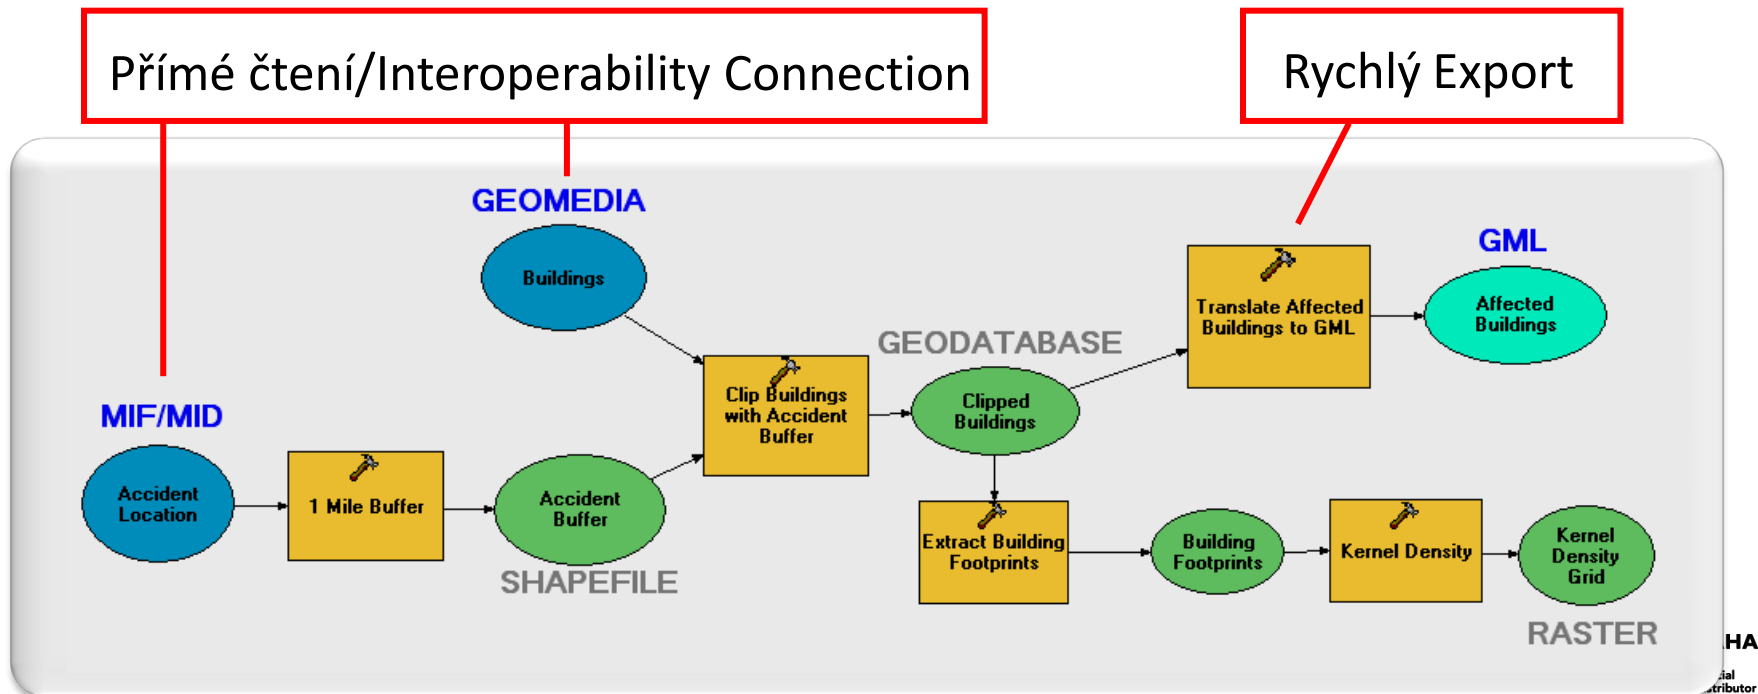 Přímé čtení/Interoperability Connection
Rychlý Export
GEOMEDIA
Buildings
GML
Translate Affected
Buildings to GML
Affected
Buildings
GEODATABASE
Clip Buildings
with Accident
Buffer
Clipped
Buildings
MIF/MID
Accident
Location
1 Mile Buffer
Accident
Buffer
SHAPEFILE
Extract Building
Footprints
Building
Footprints
Kernel Density
Kernel
Density
Grid
RASTER